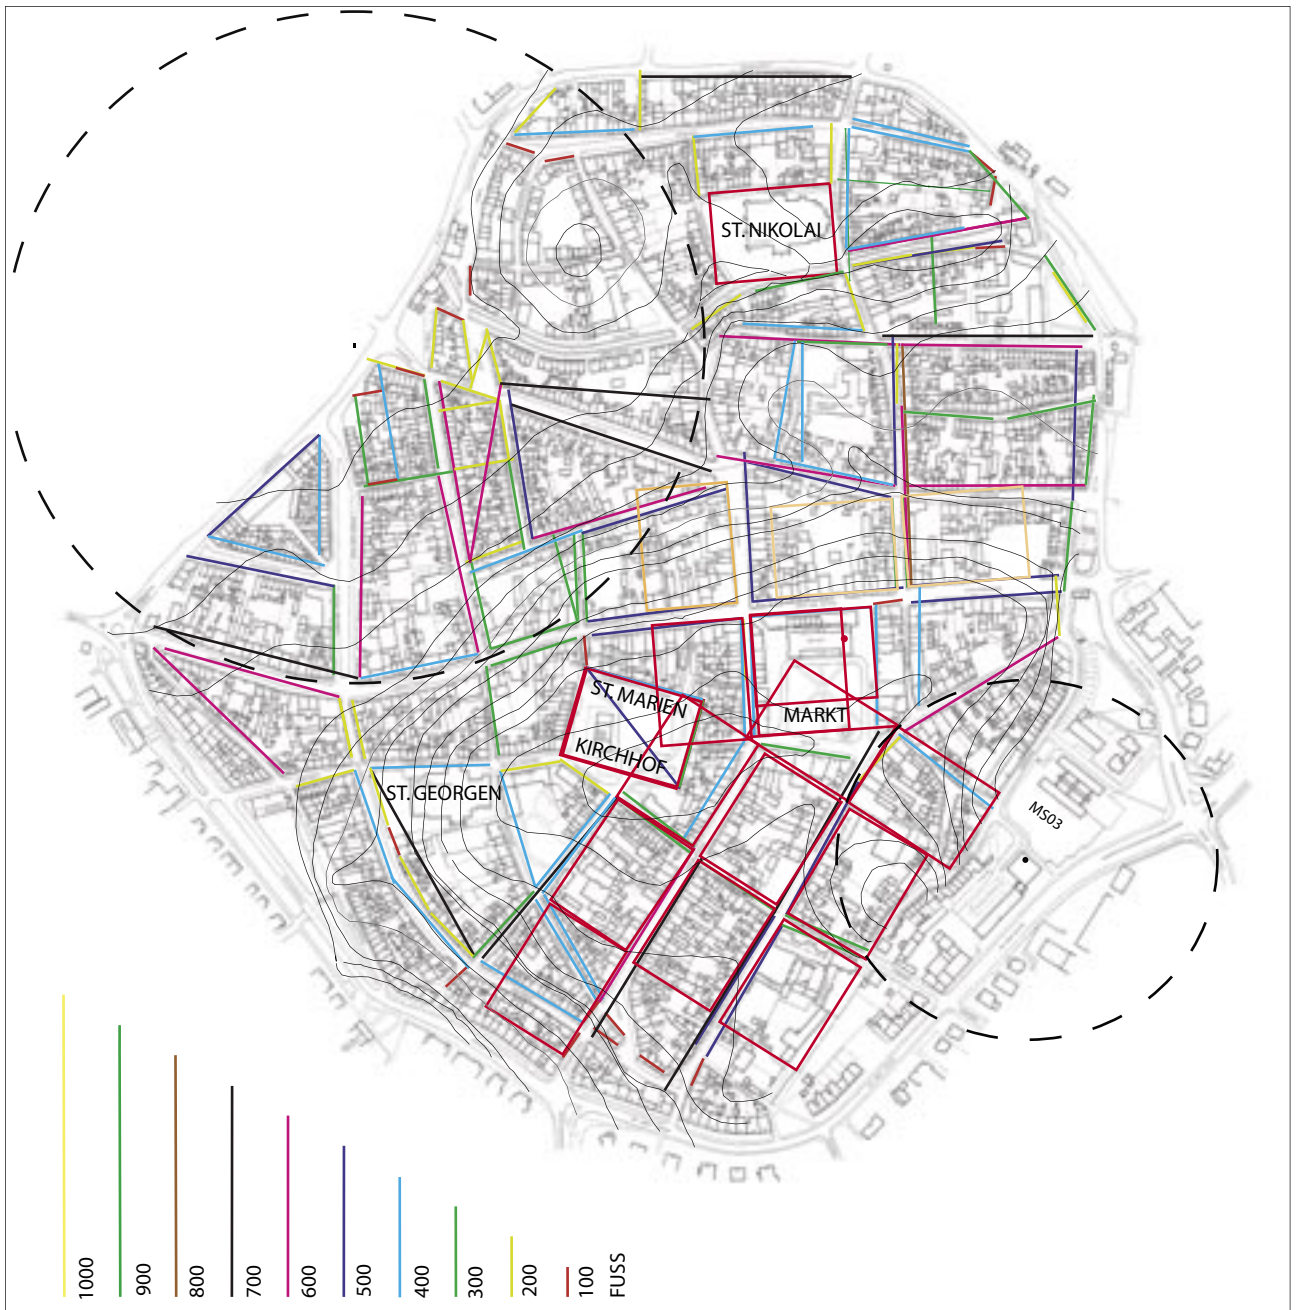 ST. NIKOLAI
ST. MARIEN
KIRCHHOF
MARKT
ST. GEORGEN
MS03
1000
900
800
700
600
500
400
300
200
100
FUSS